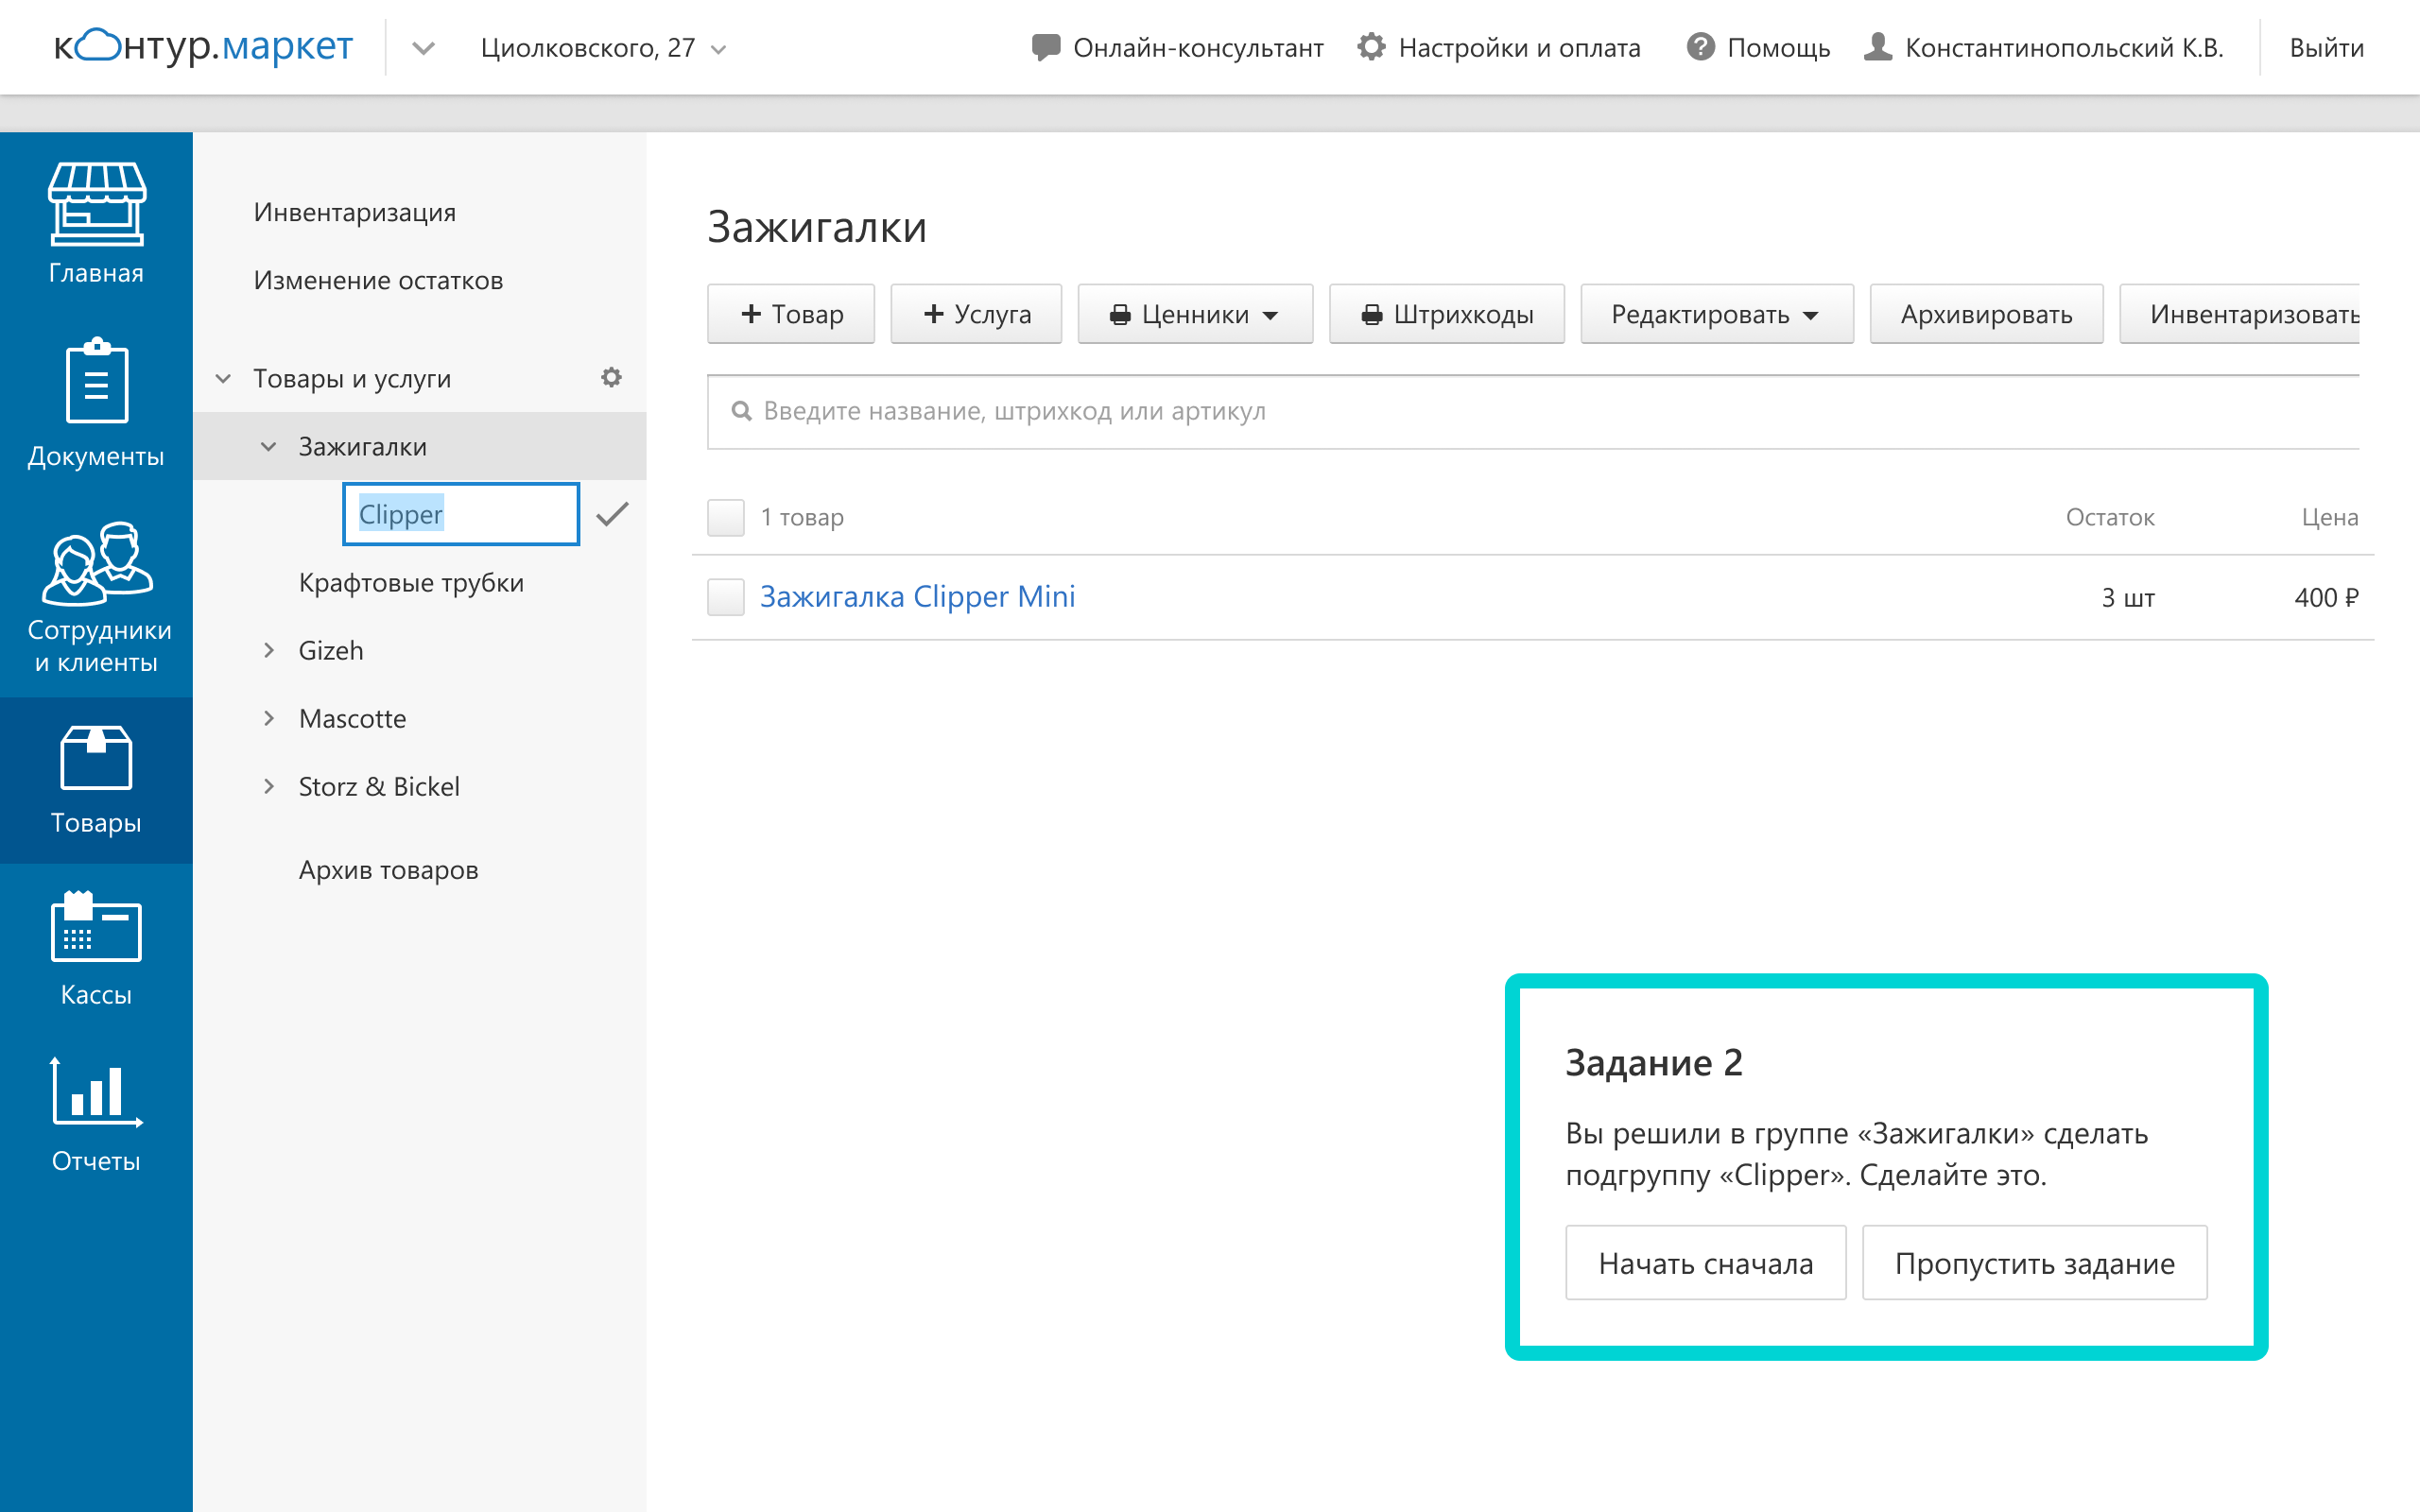 контур.маркет
Циолковского, 27
Онлайн-консультант
Настройки и оплата
Помощь
Константинопольский К.В.
Выйти
Главная
Документы
Сотрудники
и клиенты
Товары
Кассы
Отчеты
Инвентаризация
Изменение остатков
Товары и услуги
Зажигалки
Clipper
Крафтовые трубки
Gizeh
Mascotte
Storz & Bickel
Архив товаров
Зажигалки
+ Товар
+ Услуга
Ценники
Штрихкоды
Редактировать
Архивировать
Инвентаризовать
Введите название, штрихкод или артикул
1 товар
Остаток
Цена
Зажигалка Clipper Mini
3 шт
400 ₽
Задание 2
Вы решили в группе «Зажигалки» сделать
подгруппу «Clipper». Сделайте это.
Начать сначала
Пропустить задание